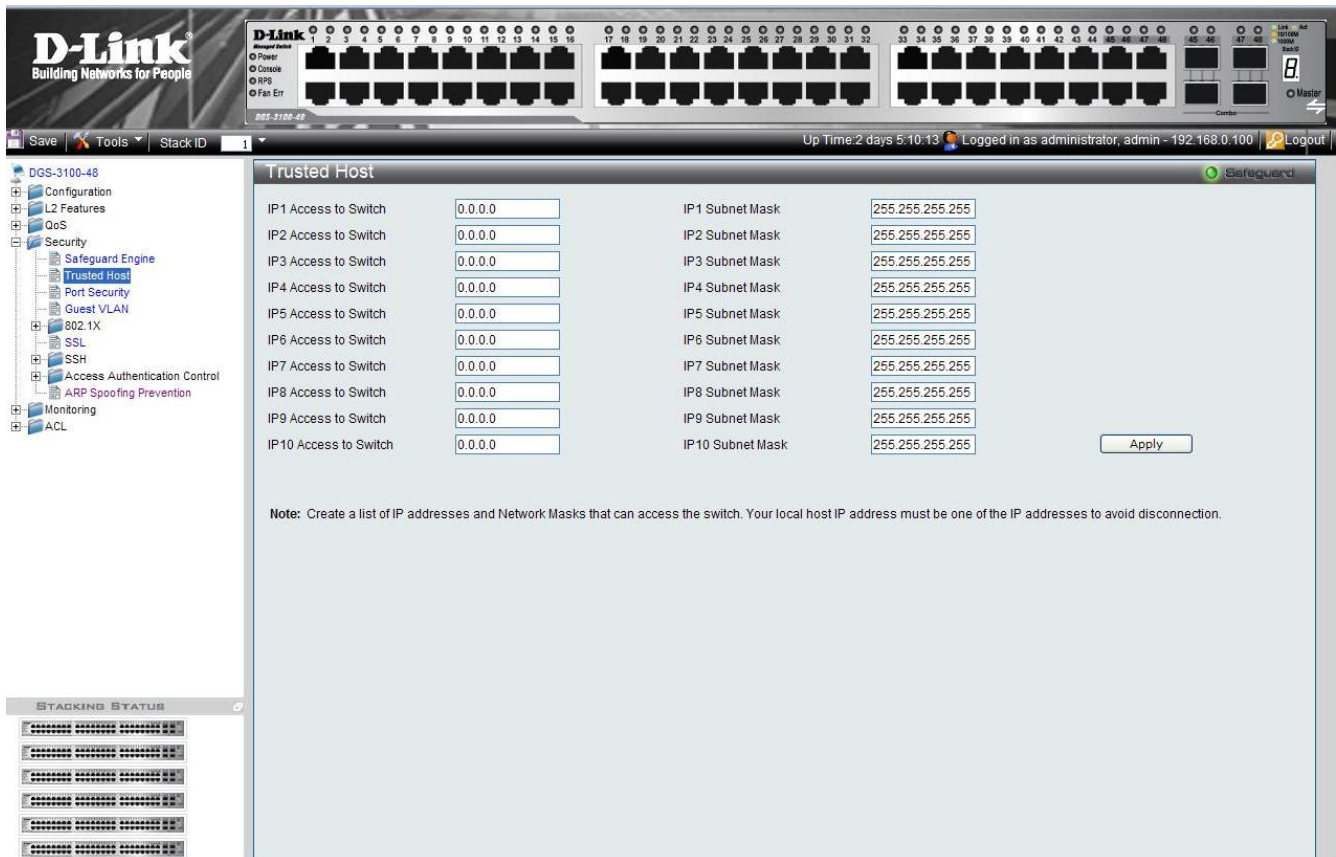 D-Link
Building Networks for People
D-Link
Managed Switch
Power
Console
RPS
Fan Err
1 2 3 4 5 6 7 8 9 10 11 12 13 14 15 16
17 18 19 20 21 22 23 24 25 26 27 28 29 30 31 32
33 34 35 36 37 38 39 40 41 42 43 44 45 46 47 48
45 46
47 48
Link Act
10/100M
1000M
Stack ID
8.
Master
Combo
Save Tools Stack ID 1
Up Time:2 days 5:10:13 Logged in as administrator, admin - 192.168.0.100 Logout
DGS-3100-48
Configuration
L2 Features
QoS
Security
Safeguard Engine
Trusted Host
Port Security
Guest VLAN
802.1X
SSL
SSH
Access Authentication Control
ARP Spoofing Prevention
Monitoring
ACL
STACKING STATUS
Trusted Host
Safeguard
IP1 Access to Switch 0.0.0.0 IP1 Subnet Mask 255.255.255.255
IP2 Access to Switch 0.0.0.0 IP2 Subnet Mask 255.255.255.255
IP3 Access to Switch 0.0.0.0 IP3 Subnet Mask 255.255.255.255
IP4 Access to Switch 0.0.0.0 IP4 Subnet Mask 255.255.255.255
IP5 Access to Switch 0.0.0.0 IP5 Subnet Mask 255.255.255.255
IP6 Access to Switch 0.0.0.0 IP6 Subnet Mask 255.255.255.255
IP7 Access to Switch 0.0.0.0 IP7 Subnet Mask 255.255.255.255
IP8 Access to Switch 0.0.0.0 IP8 Subnet Mask 255.255.255.255
IP9 Access to Switch 0.0.0.0 IP9 Subnet Mask 255.255.255.255
IP10 Access to Switch 0.0.0.0 IP10 Subnet Mask 255.255.255.255 Apply
Note: Create a list of IP addresses and Network Masks that can access the switch. Your local host IP address must be one of the IP addresses to avoid disconnection.